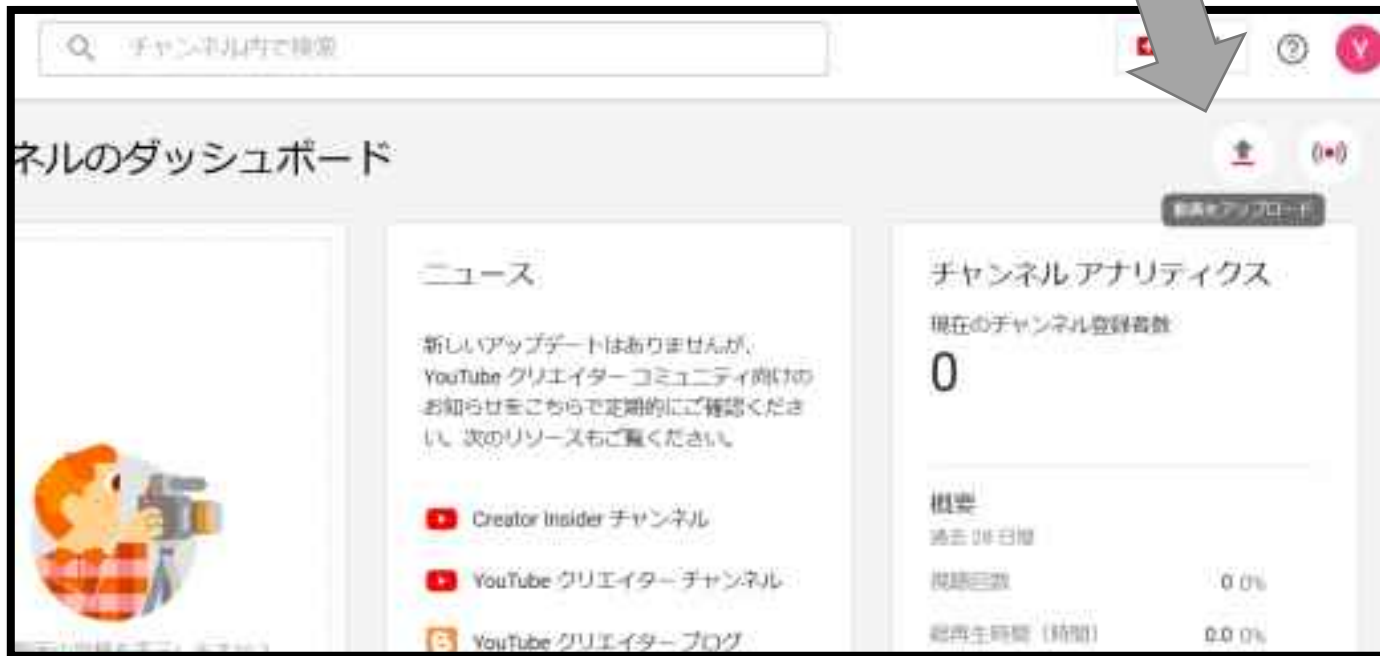 チャンネル内で検索
ネルのダッシュボード
動画をアップロード
ニュース
新しいアップデートはありませんが、
YouTube クリエイター コミュニティ向けの
お知らせをこちらで定期的にご確認くださ
い。次のリソースもご覧ください。
Creator Insider チャンネル
YouTube クリエイター チャンネル
YouTube クリエイター ブログ
チャンネル アナリティクス
現在のチャンネル登録者数
0
概要
過去 28 日間
視聴回数 0 0%
総再生時間（時間） 0.0 0%
Y